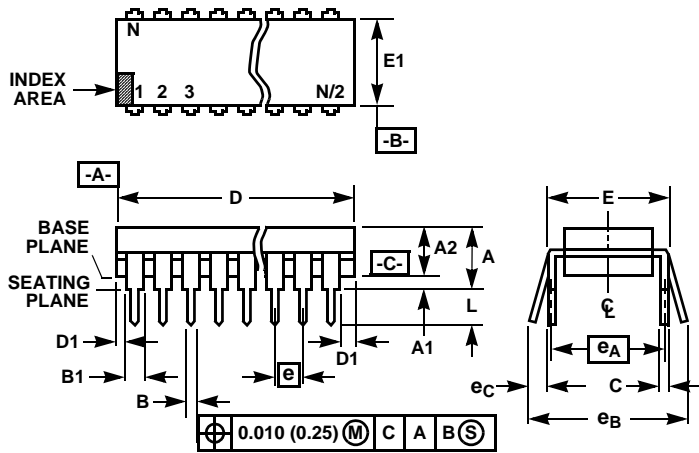 N
E1
INDEX
AREA
1 2 3 N/2
-B-
-A-
D
E
BASE
PLANE
A2
A
-C-
SEATING
PLANE
L
C
L
D1
A1
D1
B1
e
eA
B
eC
C
eB
⌖ 0.010 (0.25) Ⓜ C A B Ⓢ